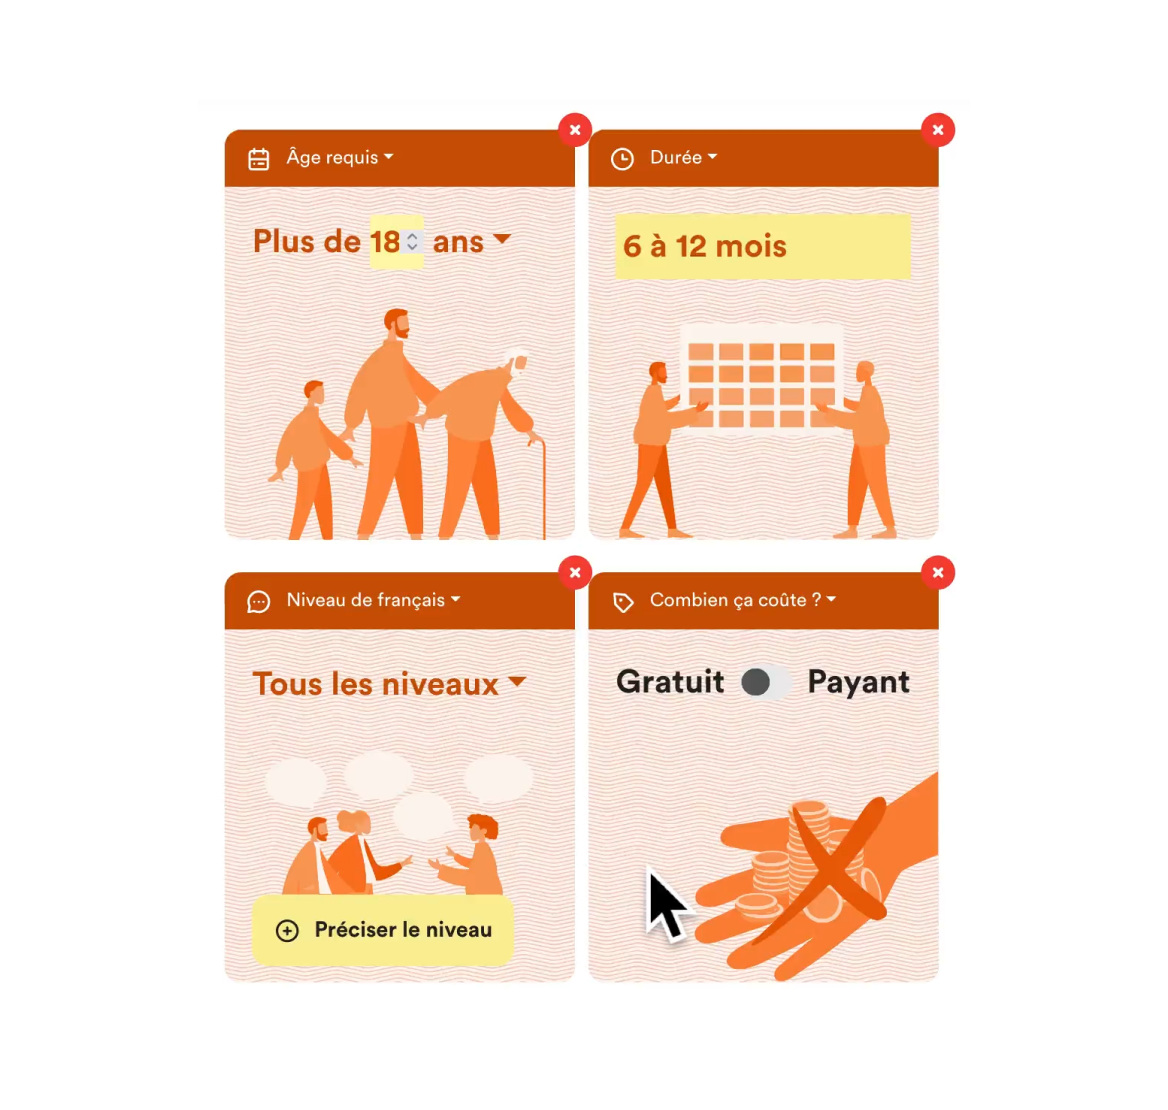 Âge requis
Plus de 18 ans
Durée
6 à 12 mois
Niveau de français
Tous les niveaux
Préciser le niveau
Combien ça coûte ?
Gratuit Payant